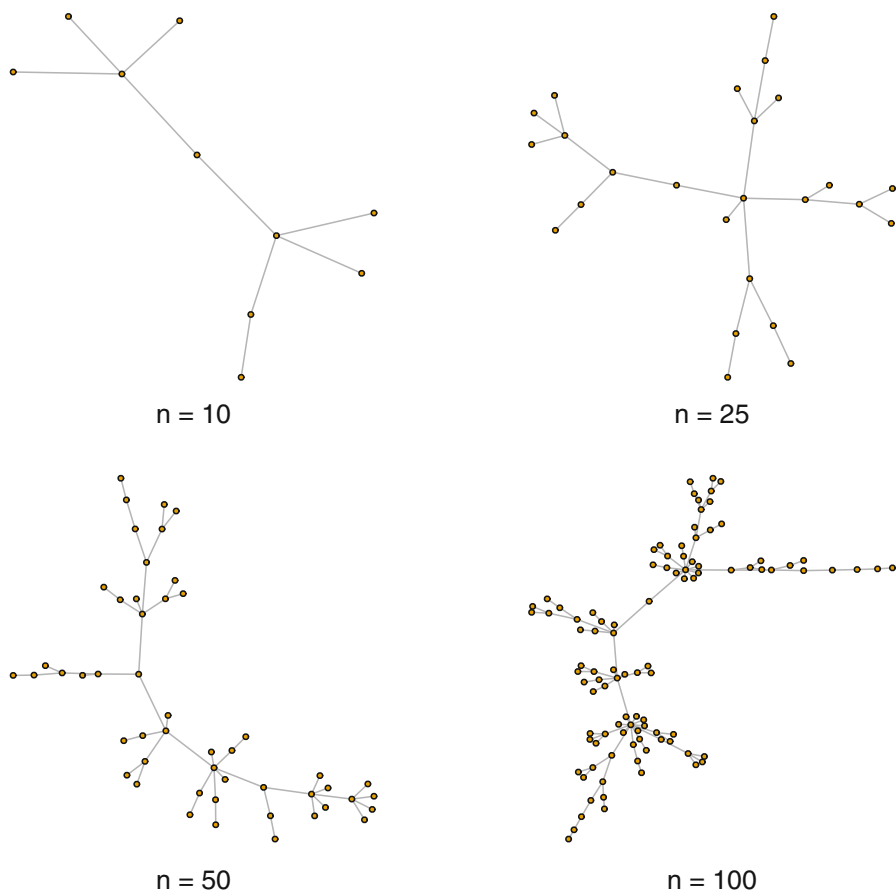 n = 10
n = 25
n = 50
n = 100